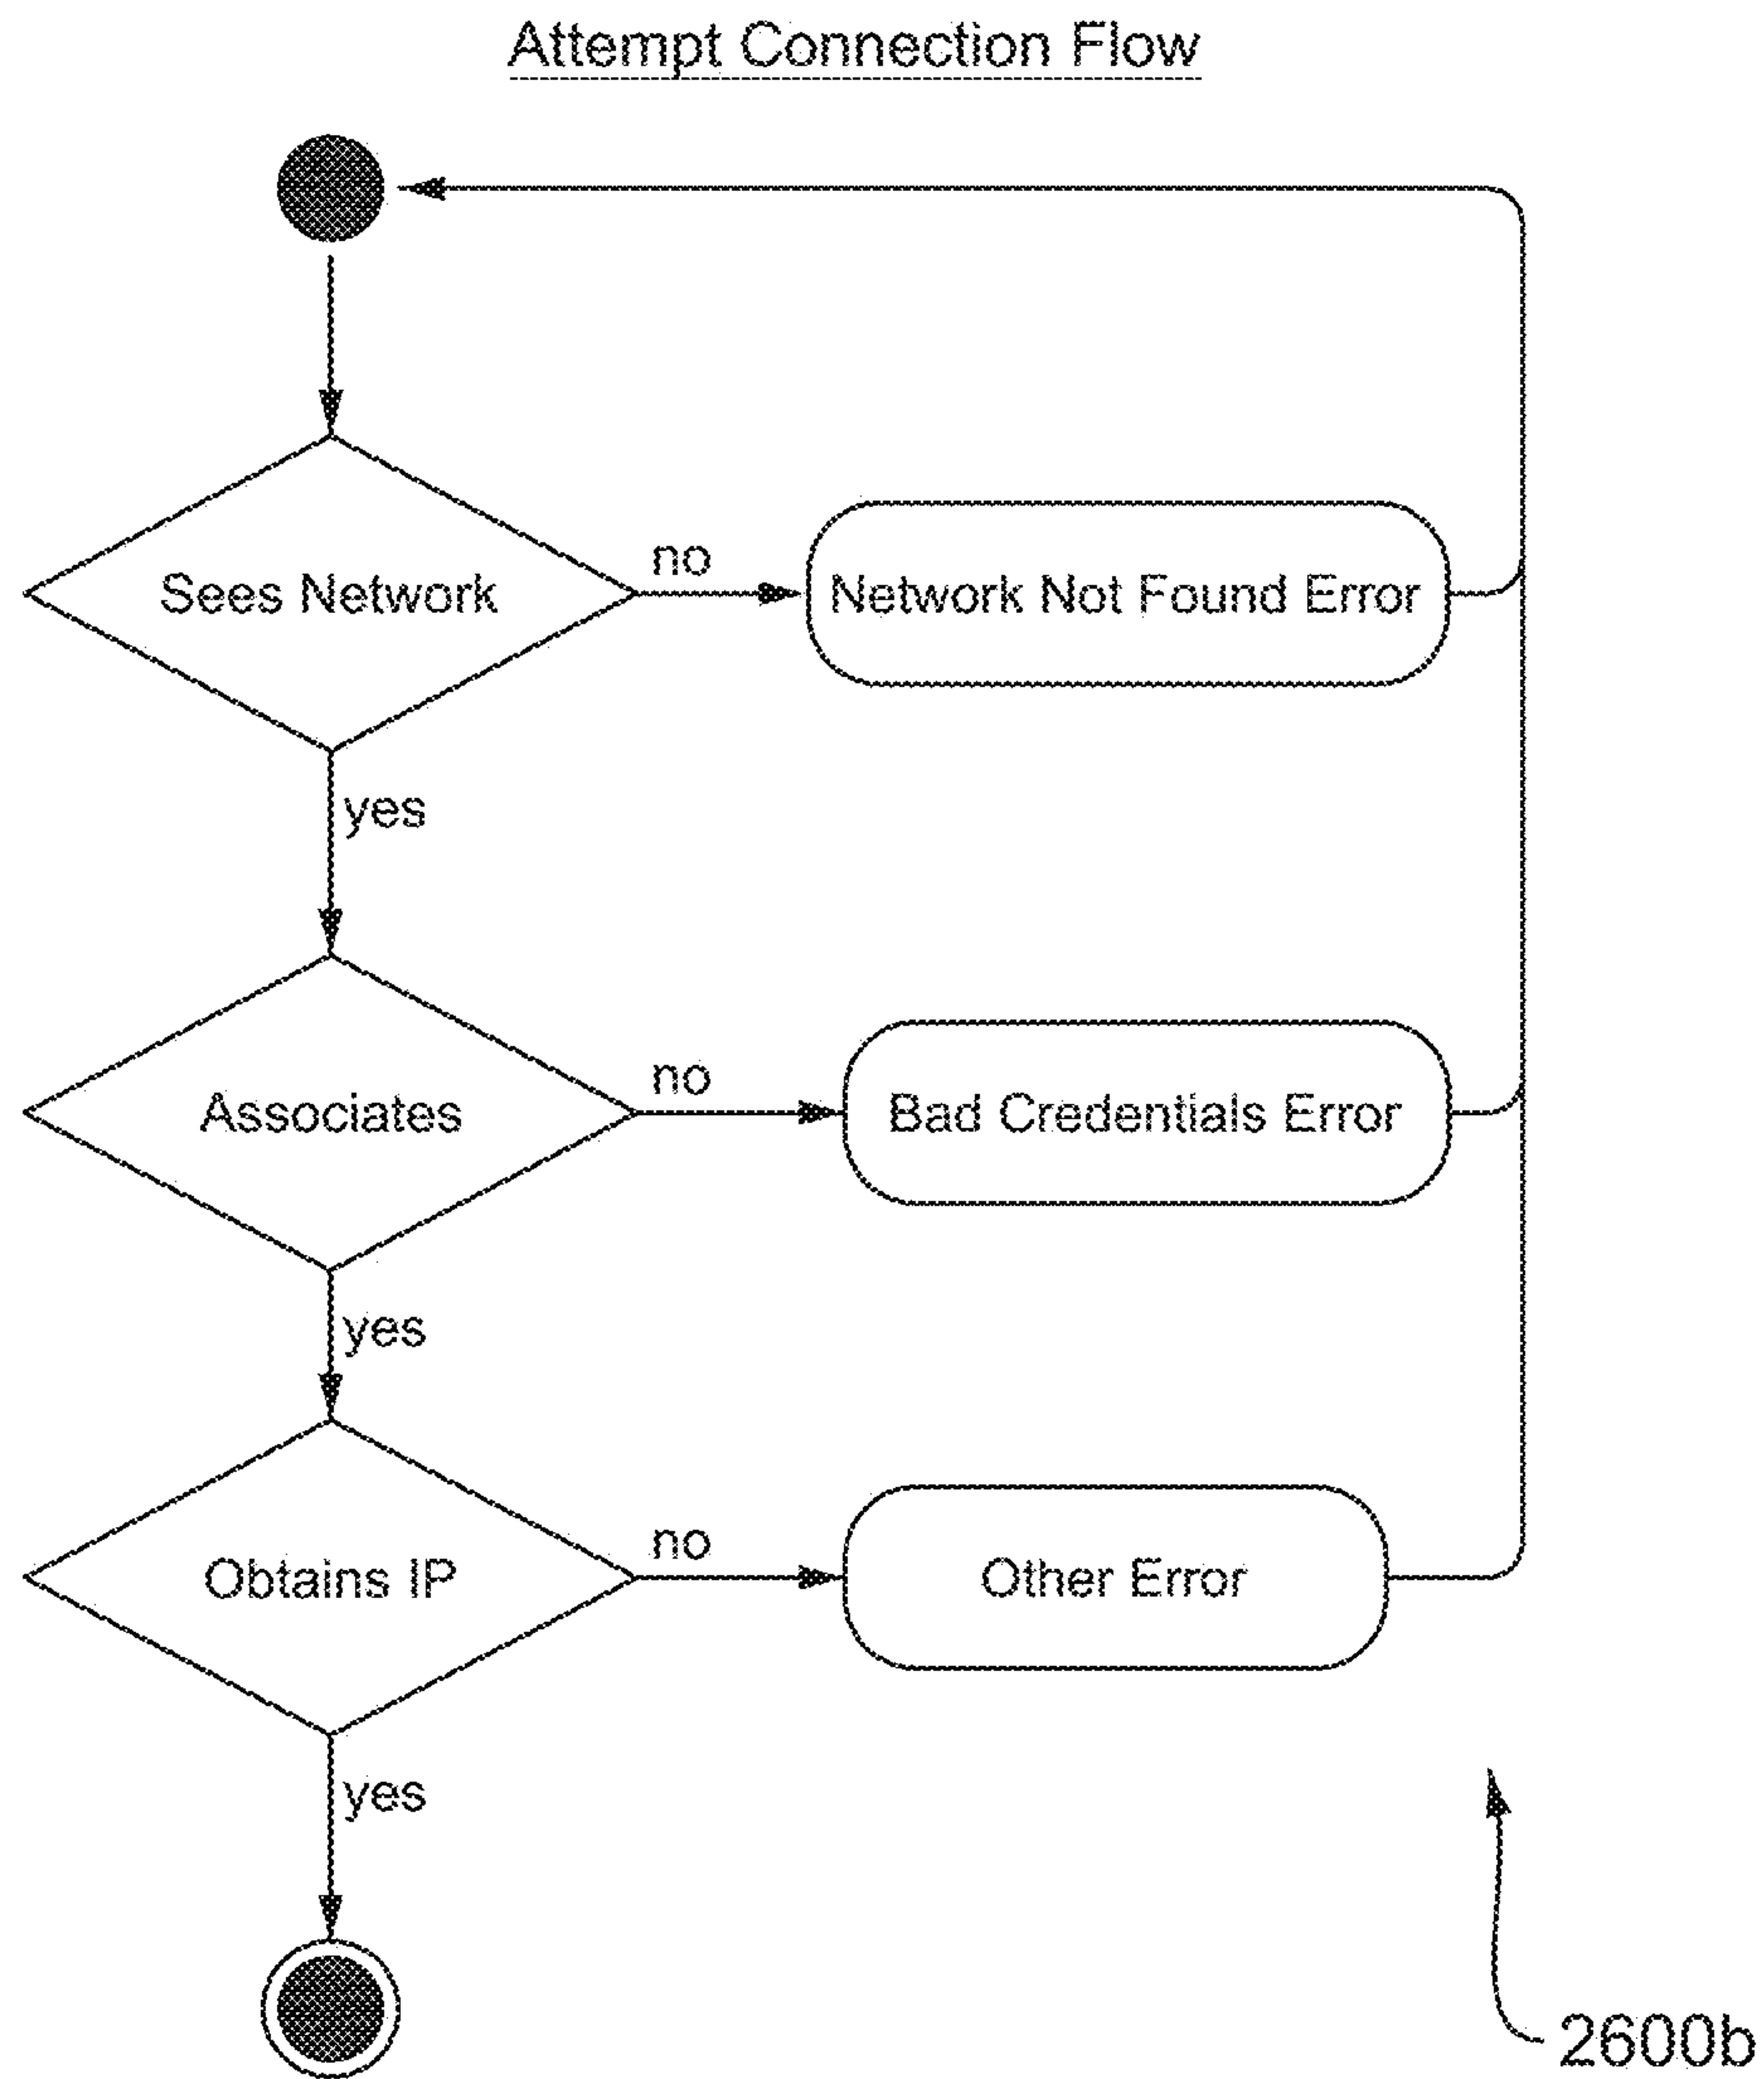 Attempt Connection Flow
Sees Network
no
Network Not Found Error
yes
Associates
no
Bad Credentials Error
yes
Obtains IP
no
Other Error
yes
2600b